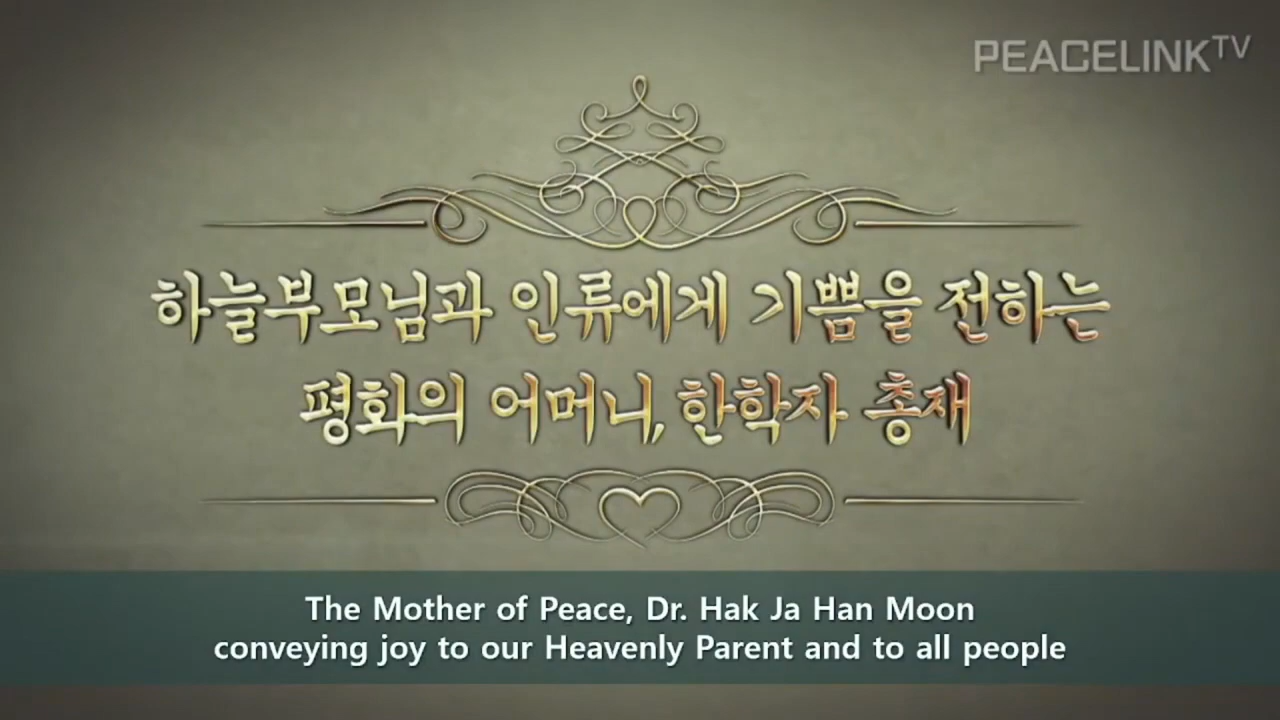 PEACELINKTV
하늘부모님과 인류에게 기쁨을 전하는
평화의 어머니, 한학자 총재
The Mother of Peace, Dr. Hak Ja Han Moon
conveying joy to our Heavenly Parent and to all people